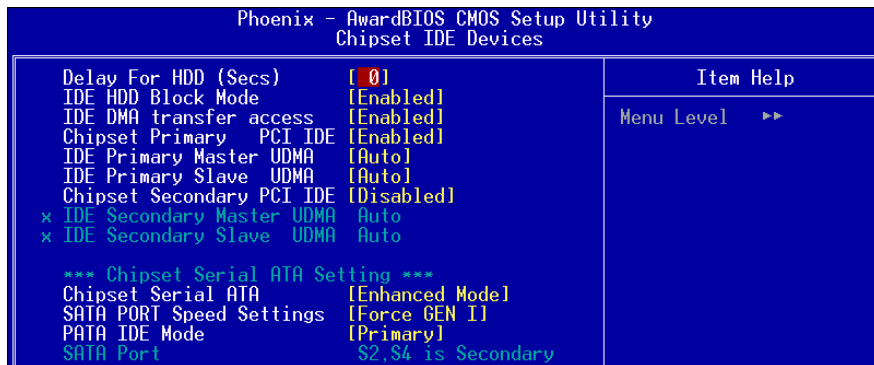 Phoenix - AwardBIOS CMOS Setup Utility
Chipset IDE Devices
Delay For HDD (Secs) [ 0]
IDE HDD Block Mode [Enabled]
IDE DMA transfer access [Enabled]
Chipset Primary PCI IDE [Enabled]
IDE Primary Master UDMA [Auto]
IDE Primary Slave UDMA [Auto]
Chipset Secondary PCI IDE [Disabled]
x IDE Secondary Master UDMA Auto
x IDE Secondary Slave UDMA Auto
*** Chipset Serial ATA Setting ***
Chipset Serial ATA [Enhanced Mode]
SATA PORT Speed Settings [Force GEN I]
PATA IDE Mode [Primary]
SATA Port S2,S4 is Secondary
Item Help
Menu Level ►►